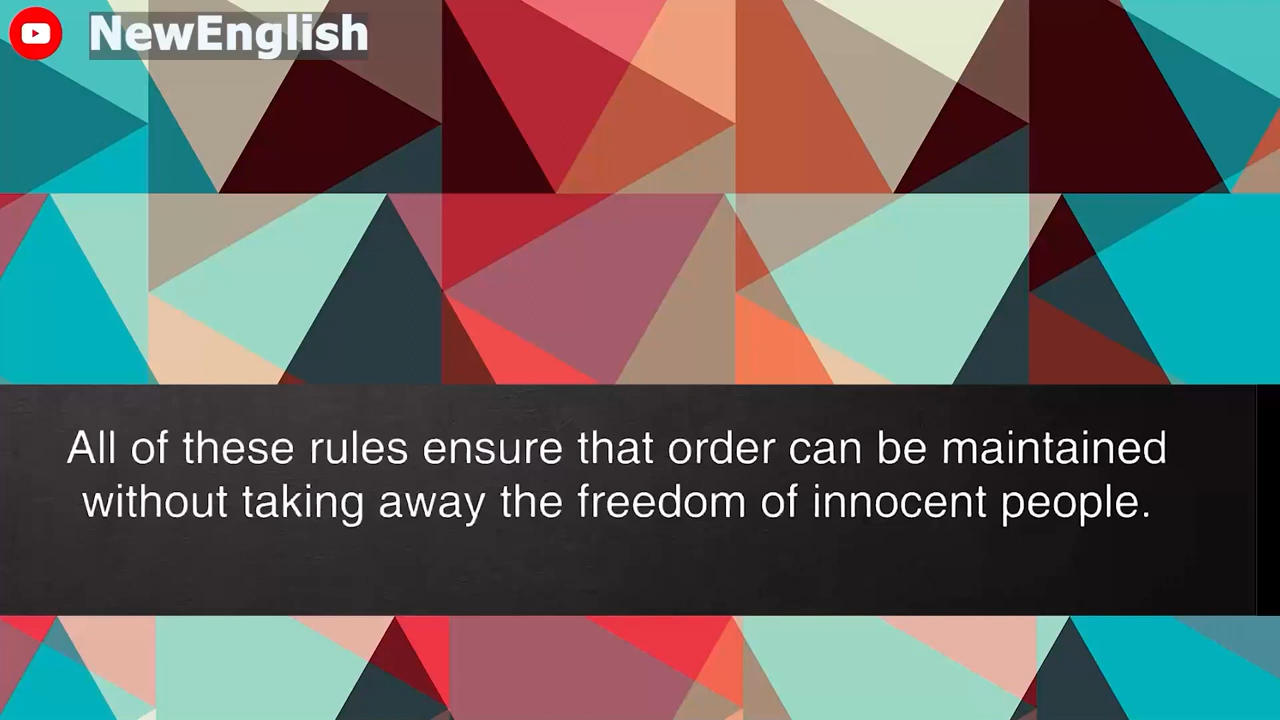 NewEnglish
All of these rules ensure that order can be maintained
without taking away the freedom of innocent people.